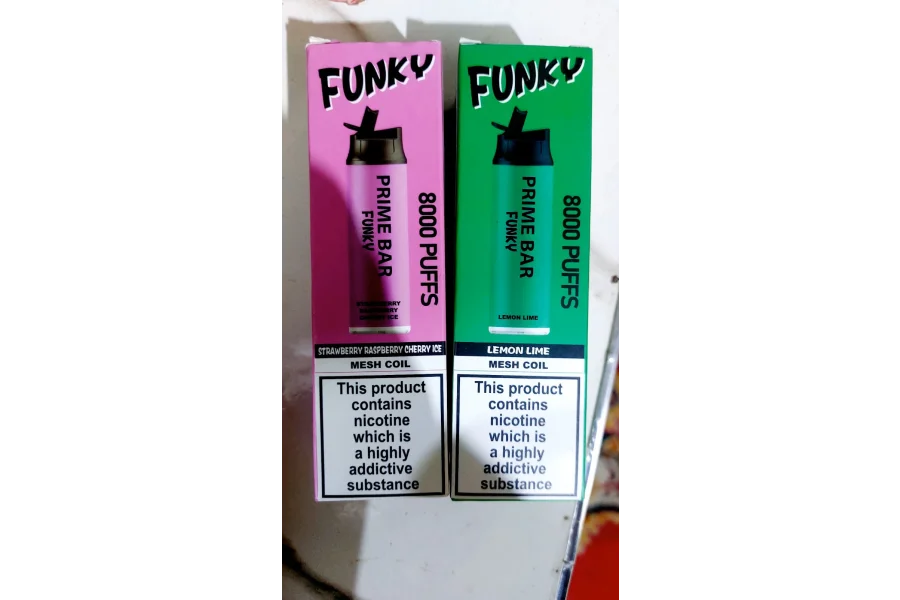 FUNKY
PRIME BAR
FUNKY
8000 PUFFS
STRAWBERRY RASPBERRY CHERRY ICE
MESH COIL
This product
contains
nicotine
which is
a highly
addictive
substance
FUNKY
PRIME BAR
FUNKY
8000 PUFFS
LEMON LIME
LEMON LIME
MESH COIL
This product
contains
nicotine
which is
a highly
addictive
substance